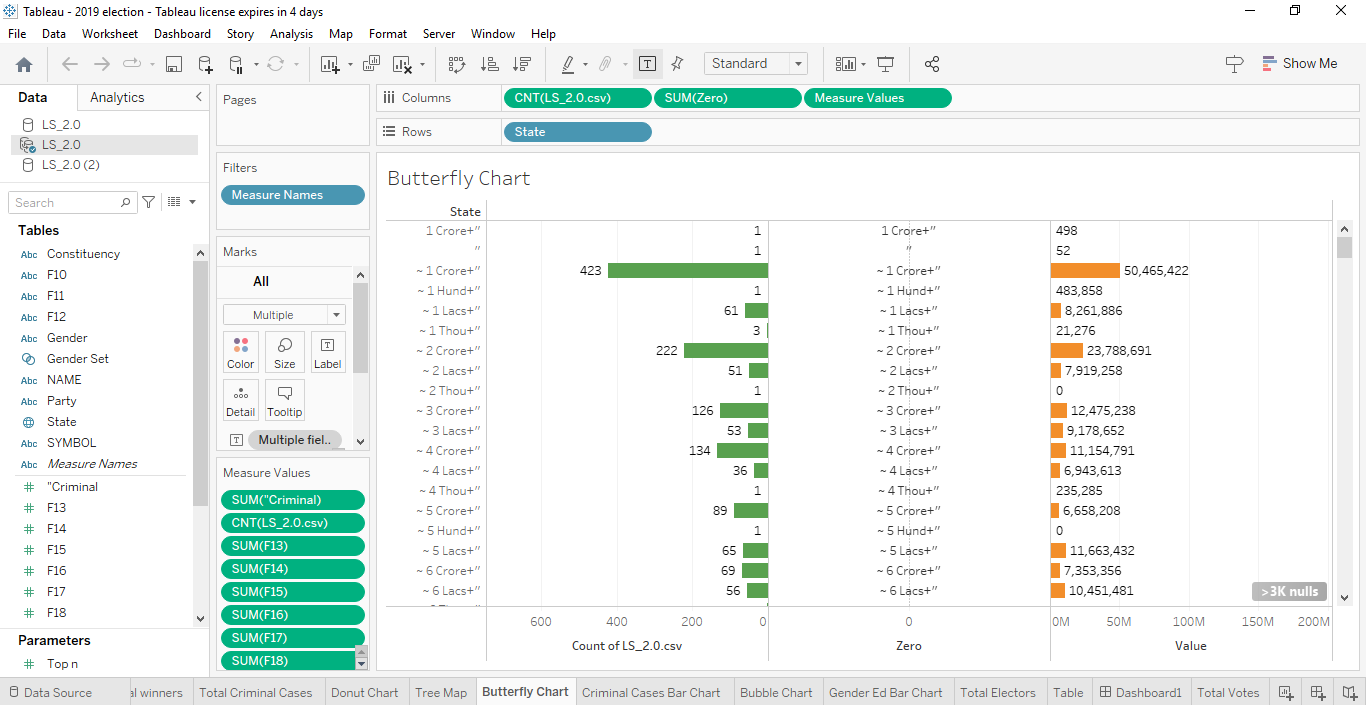 Tableau - 2019 election - Tableau license expires in 4 days
File Data Worksheet Dashboard Story Analysis Map Format Server Window Help
Standard
Show Me
Data Analytics
LS_2.0
LS_2.0
LS_2.0 (2)
Search
Tables
Abc Constituency
Abc F10
Abc F11
Abc F12
Abc Gender
Gender Set
Abc NAME
Abc Party
State
Abc SYMBOL
Abc Measure Names
# "Criminal
# F13
# F14
# F15
# F16
# F17
# F18
Parameters
# Top n
Pages
Filters
Measure Names
Marks
All
Multiple
Color Size Label
Detail Tooltip
Multiple fiel..
Measure Values
SUM("Criminal)
CNT(LS_2.0.csv)
SUM(F13)
SUM(F14)
SUM(F15)
SUM(F16)
SUM(F17)
SUM(F18)
Columns CNT(LS_2.0.csv) SUM(Zero) Measure Values
Rows State
Butterfly Chart
State
1 Crore+" 1 1 Crore+" 498
" 1 " 52
~ 1 Crore+" 423 ~ 1 Crore+" 50,465,422
~ 1 Hund+" 1 ~ 1 Hund+" 483,858
~ 1 Lacs+" 61 ~ 1 Lacs+" 8,261,886
~ 1 Thou+" 3 ~ 1 Thou+" 21,276
~ 2 Crore+" 222 ~ 2 Crore+" 23,788,691
~ 2 Lacs+" 51 ~ 2 Lacs+" 7,919,258
~ 2 Thou+" 1 ~ 2 Thou+" 0
~ 3 Crore+" 126 ~ 3 Crore+" 12,475,238
~ 3 Lacs+" 53 ~ 3 Lacs+" 9,178,652
~ 4 Crore+" 134 ~ 4 Crore+" 11,154,791
~ 4 Lacs+" 36 ~ 4 Lacs+" 6,943,613
~ 4 Thou+" 1 ~ 4 Thou+" 235,285
~ 5 Crore+" 89 ~ 5 Crore+" 6,658,208
~ 5 Hund+" 1 ~ 5 Hund+" 0
~ 5 Lacs+" 65 ~ 5 Lacs+" 11,663,432
~ 6 Crore+" 69 ~ 6 Crore+" 7,353,356
~ 6 Lacs+" 56 ~ 6 Lacs+" 10,451,481
>3K nulls
600 400 200 0 0 0M 50M 100M 150M 200M
Count of LS_2.0.csv Zero Value
Data Source al winners Total Criminal Cases Donut Chart Tree Map Butterfly Chart Criminal Cases Bar Chart Bubble Chart Gender Ed Bar Chart Total Electors Table Dashboard1 Total Votes